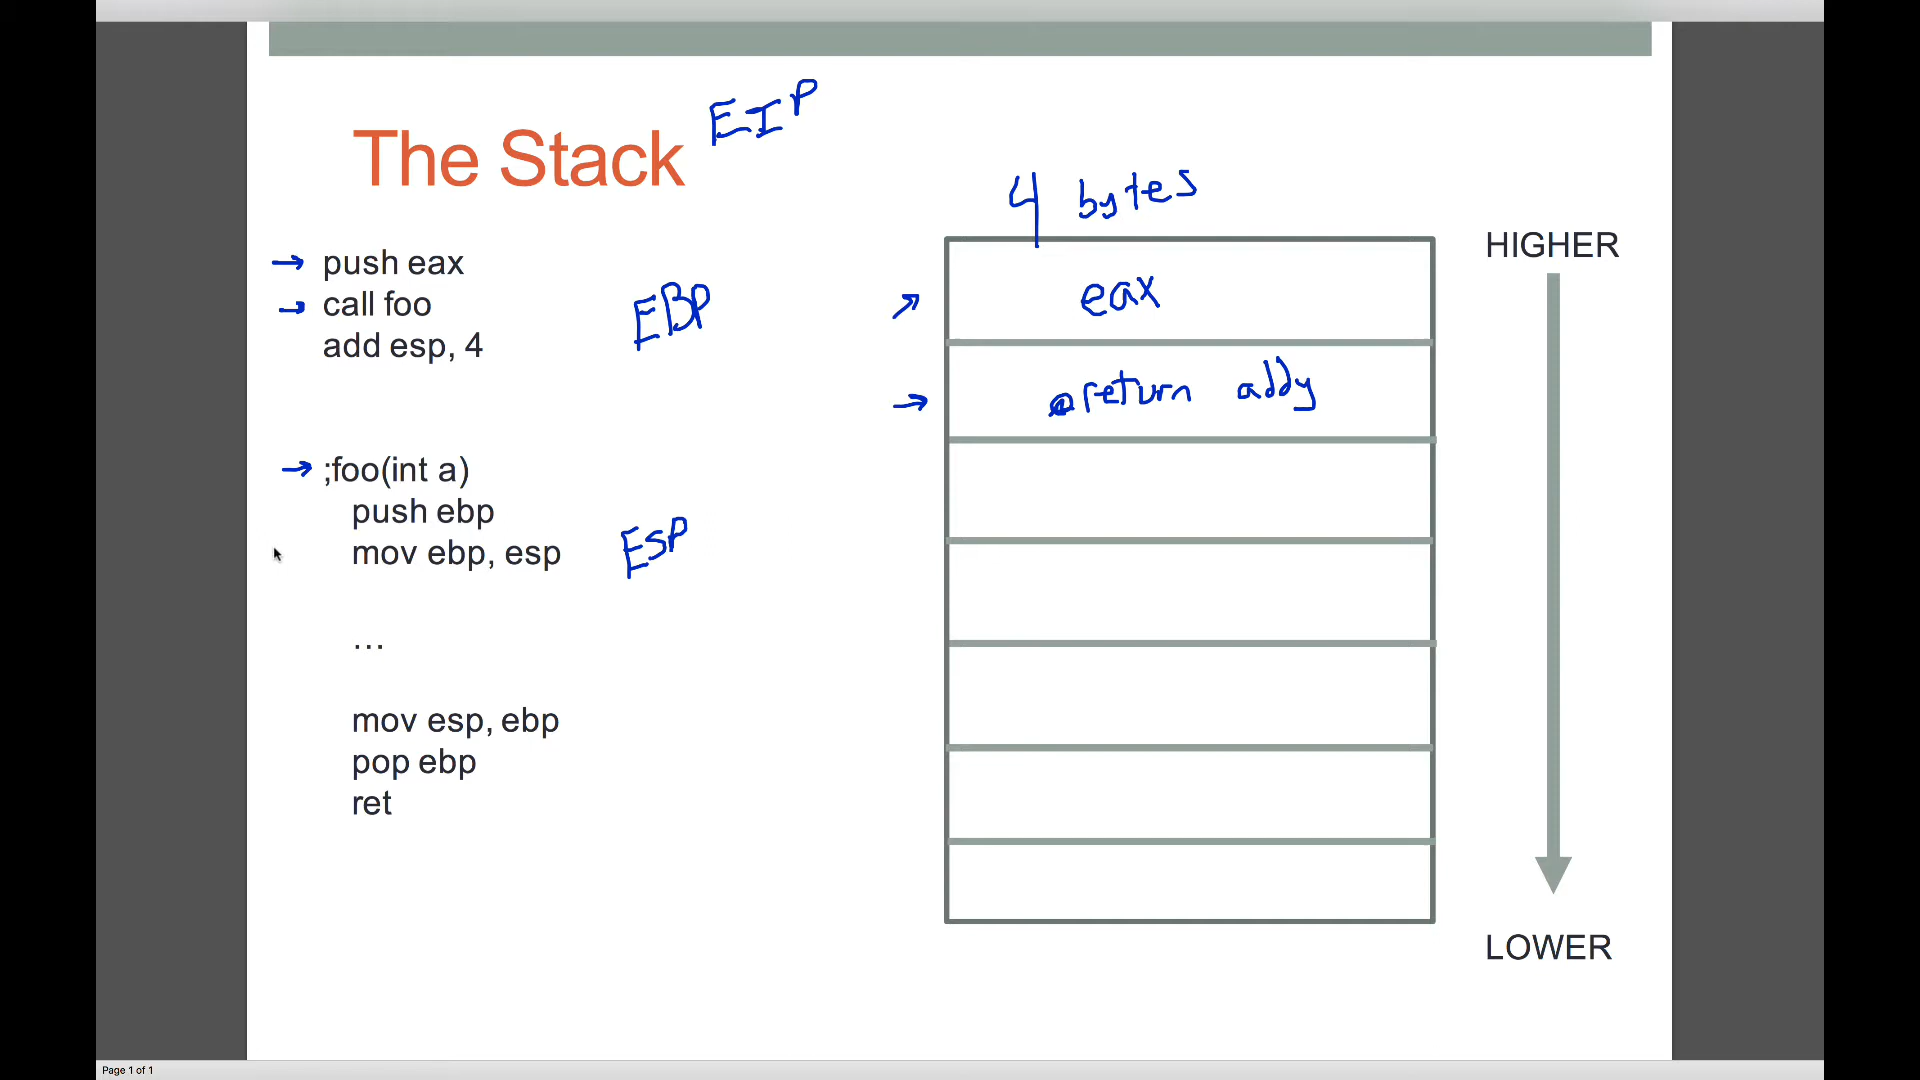 The Stack
EIP
4 bytes
push eax
call foo
add esp, 4
EBP
;foo(int a)
push ebp
mov ebp, esp
ESP
...
mov esp, ebp
pop ebp
ret
eax
return addy
HIGHER
LOWER
Page 1 of 1